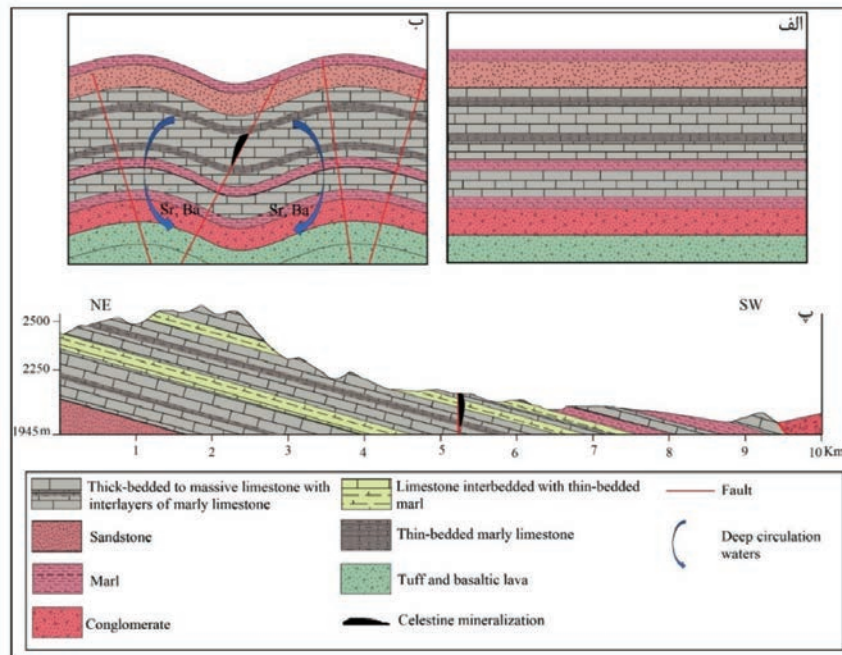 ب
الف
Sr, Ba
Sr, Ba
NE
SW
پ
2500
2250
1945 m
1
2
3
4
5
6
7
8
9
10 Km
Thick-bedded to massive limestone with
interlayers of marly limestone
Sandstone
Marl
Conglomerate
Limestone interbedded with thin-bedded
marl
Thin-bedded marly limestone
Tuff and basaltic lava
Celestine mineralization
Fault
Deep circulation
waters